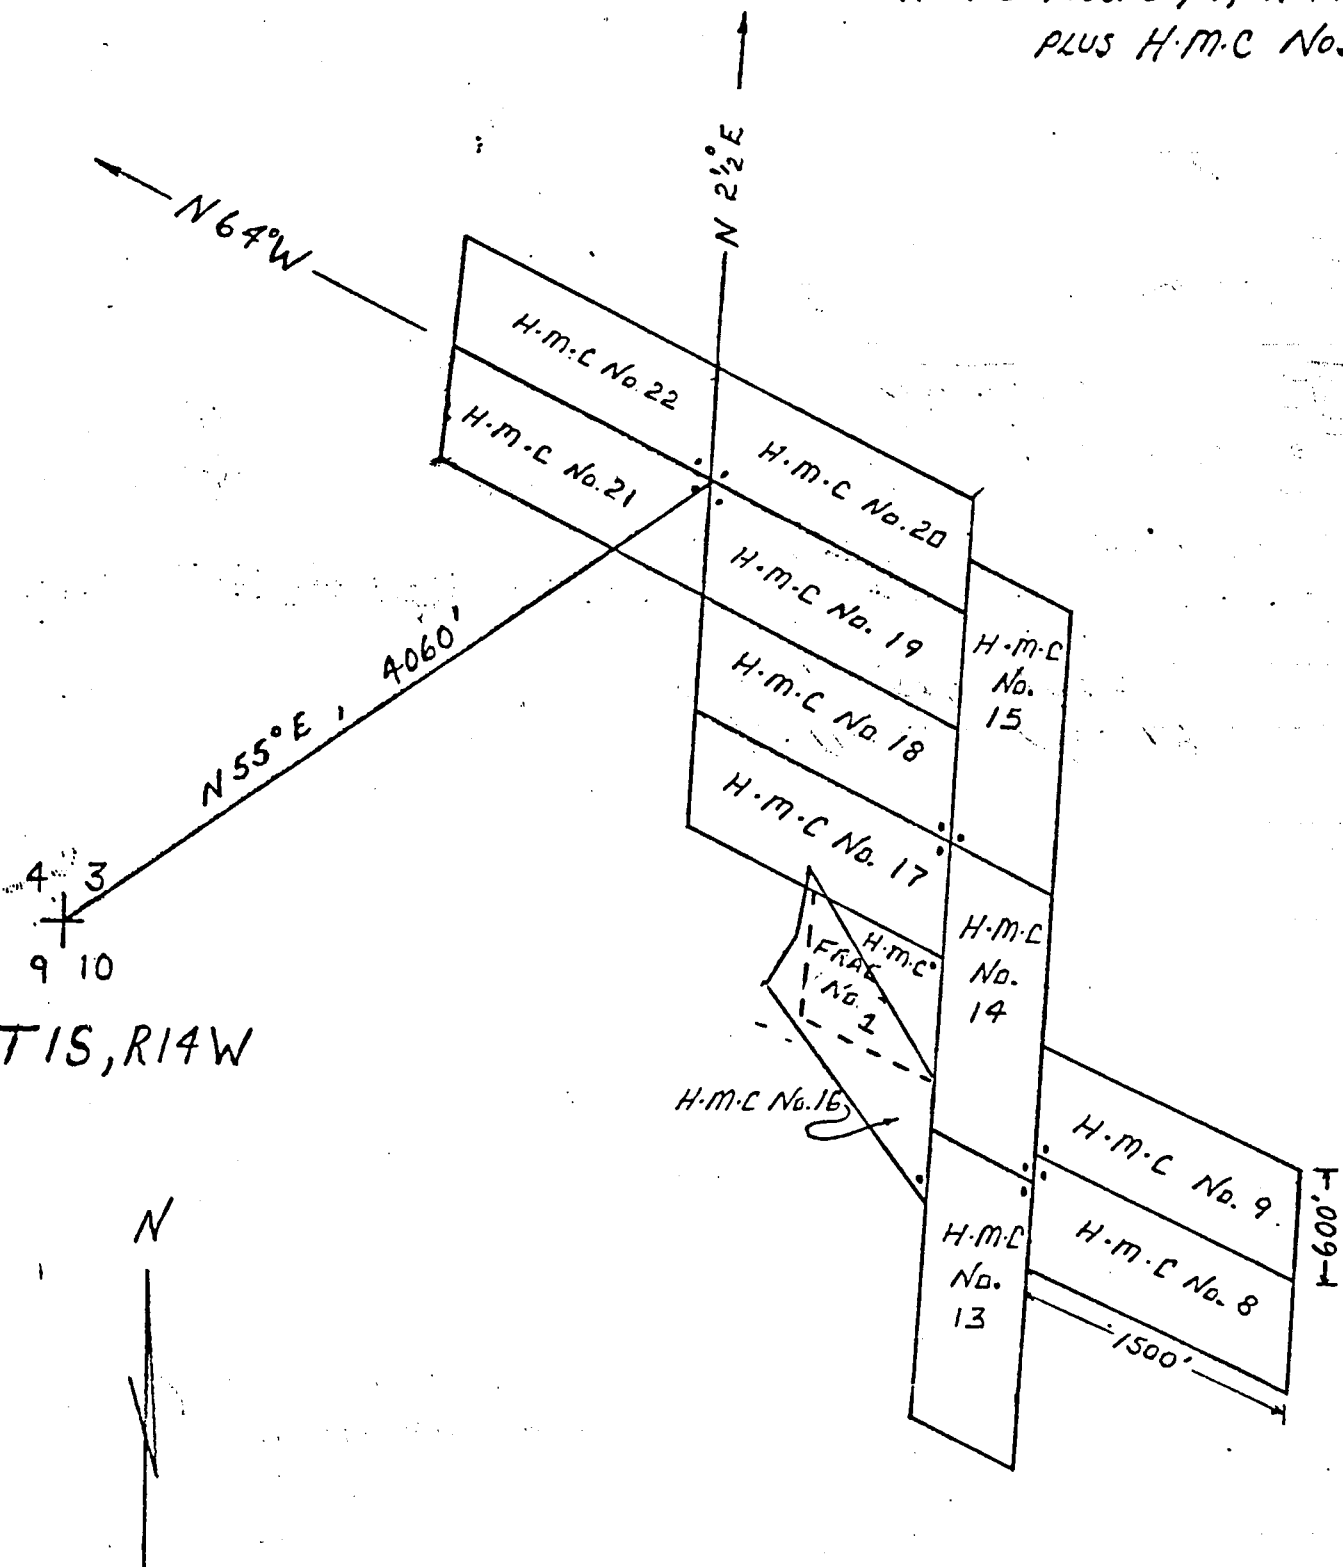 PLUS H.M.C No.
N 2½° E
N 64° W
H.M.C No. 22
H.M.C No. 21
H.M.C No. 20
H.M.C No. 19
H.M.C No. 18
H.M.C No. 17
H.M.C
No.
15
N 55° E, 4060'
4 3
9 10
T1S, R14W
H.M.C
FRAC
No.
1
H.M.C
No.
14
H.M.C No. 16
H.M.C No. 9
H.M.C No. 8
600'
1500'
H.M.C
No.
13
N